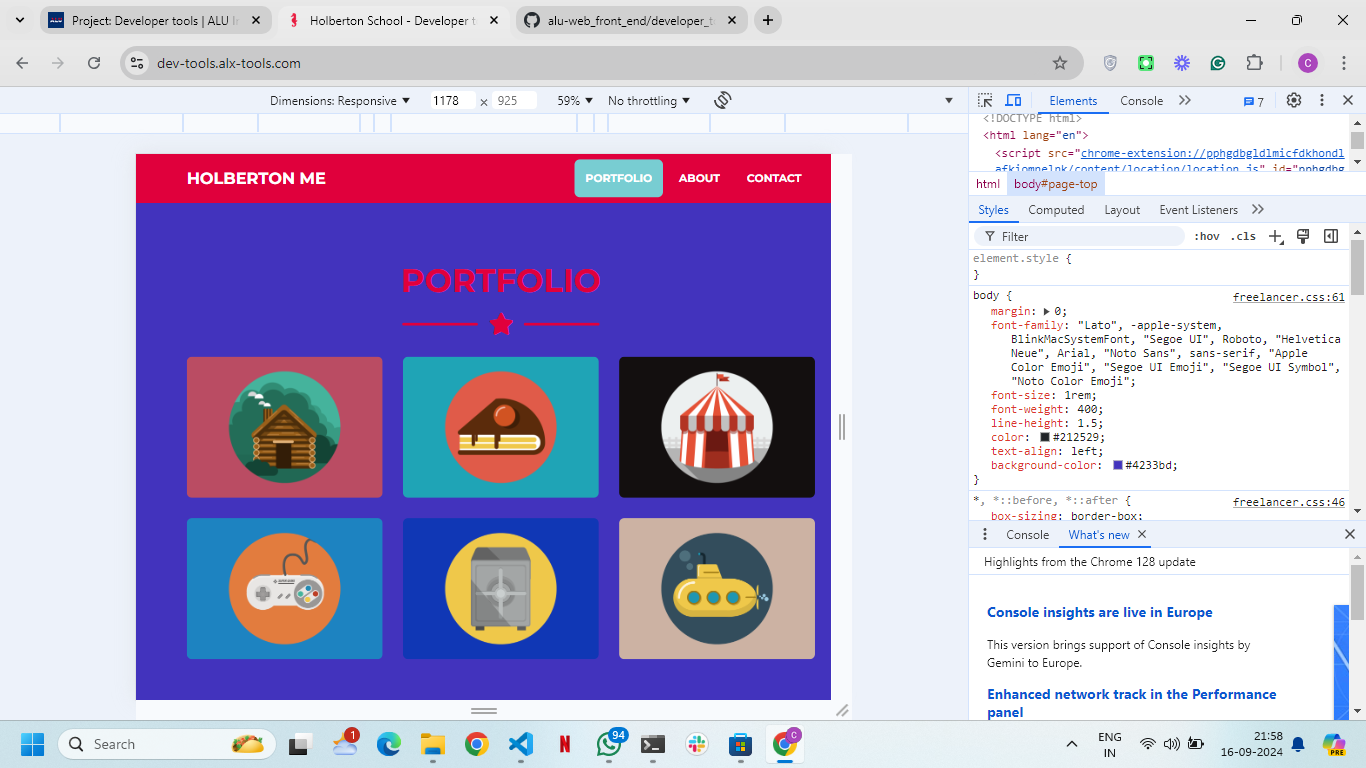 Project: Developer tools | ALU In
Holberton School - Developer t
alu-web_front_end/developer_t
dev-tools.alx-tools.com
C
Dimensions: Responsive
1178 × 925
59%
No throttling
Elements
Console
7
<!DOCTYPE html>
<html lang="en">
<script src="chrome-extension://pphgdbgldlmicfdkhondl
afkiomnelnk/content/location/location.js" id="pphgdbg
html
body#page-top
Styles
Computed
Layout
Event Listeners
Filter
:hov
.cls
element.style {
}
body {
freelancer.css:61
margin: 0;
font-family: "Lato", -apple-system,
BlinkMacSystemFont, "Segoe UI", Roboto, "Helvetica
Neue", Arial, "Noto Sans", sans-serif, "Apple
Color Emoji", "Segoe UI Emoji", "Segoe UI Symbol",
"Noto Color Emoji";
font-size: 1rem;
font-weight: 400;
line-height: 1.5;
color: #212529;
text-align: left;
background-color: #4233bd;
}
*, *::before, *::after {
freelancer.css:46
box-sizing: border-box;
Console
What's new
Highlights from the Chrome 128 update
Console insights are live in Europe
This version brings support of Console insights by
Gemini to Europe.
Enhanced network track in the Performance
panel
HOLBERTON ME
PORTFOLIO
ABOUT
CONTACT
PORTFOLIO
Search
1
94
C
ENG
IN
21:58
16-09-2024
PRE